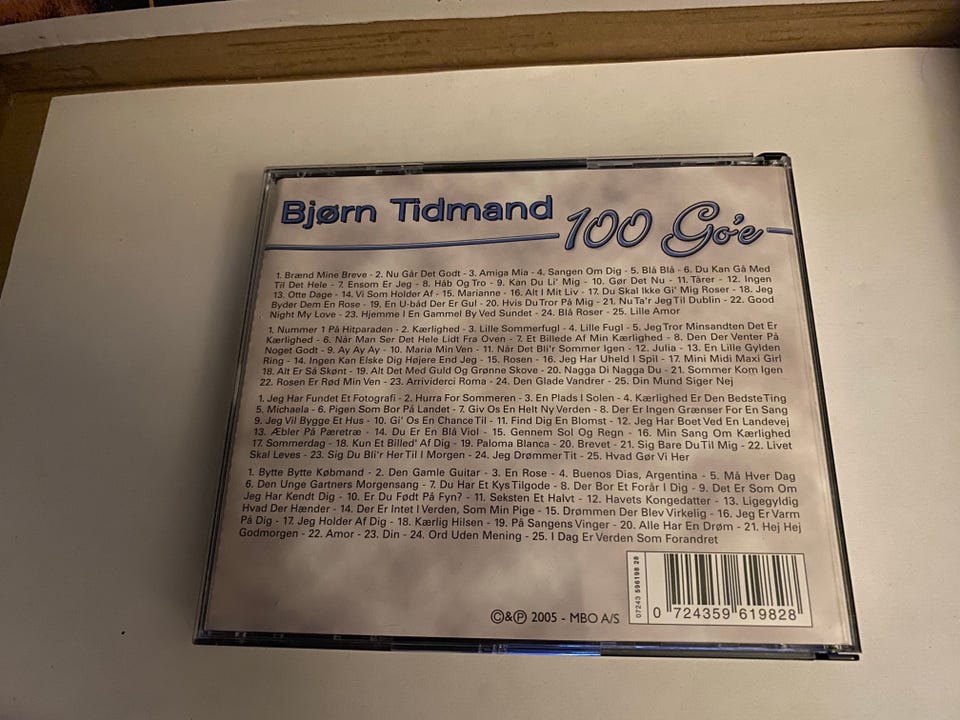 Bjørn Tidmand
100 Go'e
1. Brænd Mine Breve - 2. Nu Går Det Godt - 3. Amiga Mia - 4. Sangen Om Dig - 5. Blå Blå - 6. Du Kan Gå Med
Til Det Hele - 7. Ensom Er Jeg - 8. Håb Og Tro - 9. Kan Du Li' Mig - 10. Gør Det Nu - 11. Tårer - 12. Ingen
13. Otte Dage - 14. Vi Som Holder Af - 15. Marianne - 16. Alt I Mit Liv - 17. Du Skal Ikke Gi' Mig Roser - 18. Jeg
Byder Dem En Rose - 19. En U-båd Der Er Gul - 20. Hvis Du Tror På Mig - 21. Nu Ta'r Jeg Til Dublin - 22. Good
Night My Love - 23. Hjemme I En Gammel By Ved Sundet - 24. Blå Roser - 25. Lille Amor
1. Nummer 1 På Hitparaden - 2. Kærlighed - 3. Lille Sommerfugl - 4. Lille Fugl - 5. Jeg Tror Minsandten Det Er
Kærlighed - 6. Når Man Ser Det Hele Lidt Fra Oven - 7. Et Billede Af Min Kærlighed - 8. Den Der Venter På
Noget Godt - 9. Ay Ay Ay - 10. Maria Min Ven - 11. Når Det Bli'r Sommer Igen - 12. Julia - 13. En Lille Gylden
Ring - 14. Ingen Kan Elske Dig Højere End Jeg - 15. Rosen - 16. Jeg Har Uheld I Spil - 17. Mini Midi Maxi Girl
18. Alt Er Så Skønt - 19. Alt Det Med Guld Og Grønne Skove - 20. Nagda Di Nagda Du - 21. Sommer Kom Igen
22. Rosen Er Rød Min Ven - 23. Arrividerci Roma - 24. Den Glade Vandrer - 25. Din Mund Siger Nej
1. Jeg Har Fundet Et Fotografi - 2. Hurra For Sommeren - 3. En Plads I Solen - 4. Kærlighed Er Den Bedste Ting
5. Michaela - 6. Pigen Som Bor På Landet - 7. Giv Os En Helt Ny Verden - 8. Der Er Ingen Grænser For En Sang
9. Jeg Vil Bygge Et Hus - 10. Gi' Os En Chance Til - 11. Find Dig En Blomst - 12. Jeg Har Boet Ved En Landevej
13. Æbler På Pæretræ - 14. Du Er En Blå Viol - 15. Gennem Sol Og Regn - 16. Min Sang Om Kærlighed
17. Sommerdag - 18. Kun Et Billed' Af Dig - 19. Paloma Blanca - 20. Brevet - 21. Sig Bare Du Til Mig - 22. Livet
Skal Leves - 23. Sig Du Bli'r Her Til I Morgen - 24. Jeg Drømmer Tit - 25. Hvad Gør Vi Her
1. Bytte Bytte Købmand - 2. Den Gamle Guitar - 3. En Rose - 4. Buenos Dias, Argentina - 5. Må Hver Dag
6. Den Unge Gartners Morgensang - 7. Du Har Et Kys Tilgode - 8. Der Bor Et Forår I Dig - 9. Det Er Som Om
Jeg Har Kendt Dig - 10. Er Du Født På Fyn? - 11. Seksten Et Halvt - 12. Havets Kongedatter - 13. Ligegyldig
Hvad Der Hænder - 14. Der Er Intet I Verden, Som Min Pige - 15. Drømmen Der Blev Virkelig - 16. Jeg Er Varm
På Dig - 17. Jeg Holder Af Dig - 18. Kærlig Hilsen - 19. På Sangens Vinger - 20. Alle Har En Drøm - 21. Hej Hej
Godmorgen - 22. Amor - 23. Din - 24. Ord Uden Mening - 25. I Dag Er Verden Som Forandret
©&℗ 2005 - MBO A/S
07243 596198 28
0 724359 619828